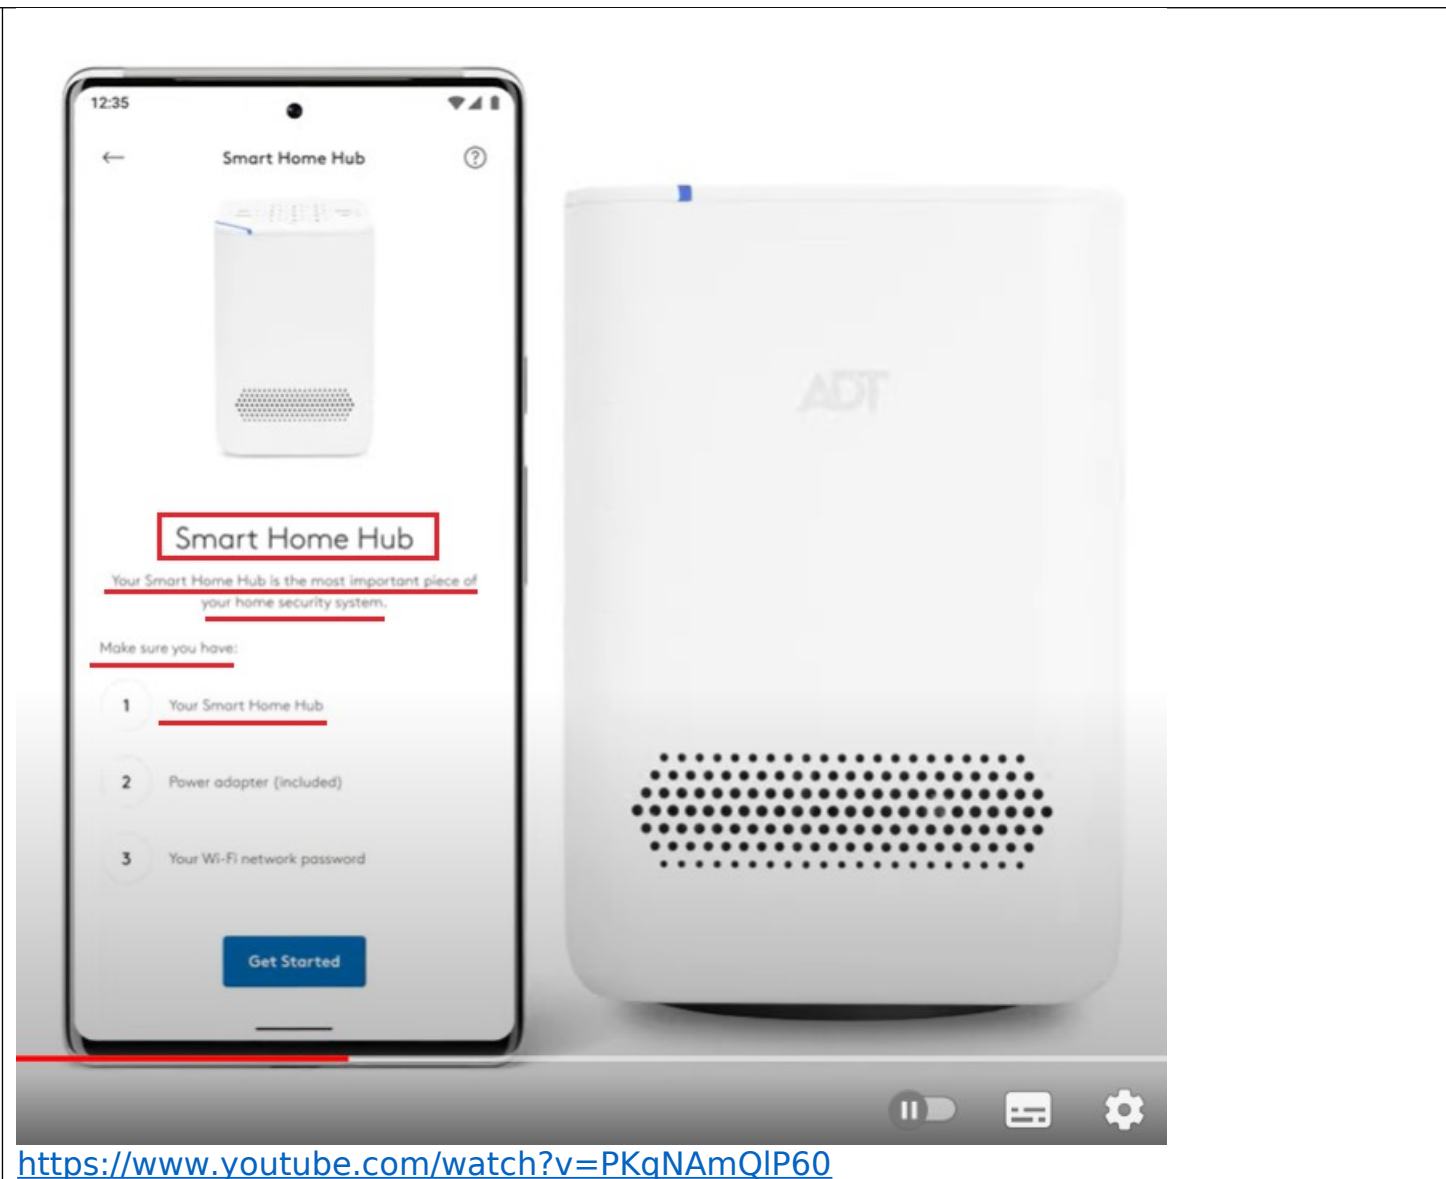 12:35
Smart Home Hub
ADT
Smart Home Hub
Your Smart Home Hub is the most important piece of
your home security system.
Make sure you have:
1 Your Smart Home Hub
2 Power adapter (included)
3 Your Wi-Fi network password
Get Started
https://www.youtube.com/watch?v=PKqNAmQlP60